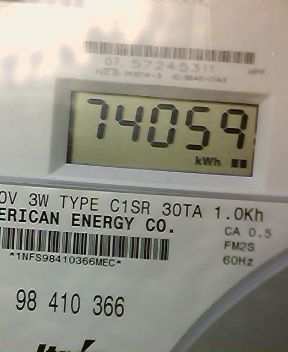 07, 57245311
74059
kWh
0V 3W TYPE C1SR 30TA 1.0Kh
ERICAN ENERGY CO.
CA 0.5
FM2S
60Hz
*1NFS98410366MEC*
98 410 366